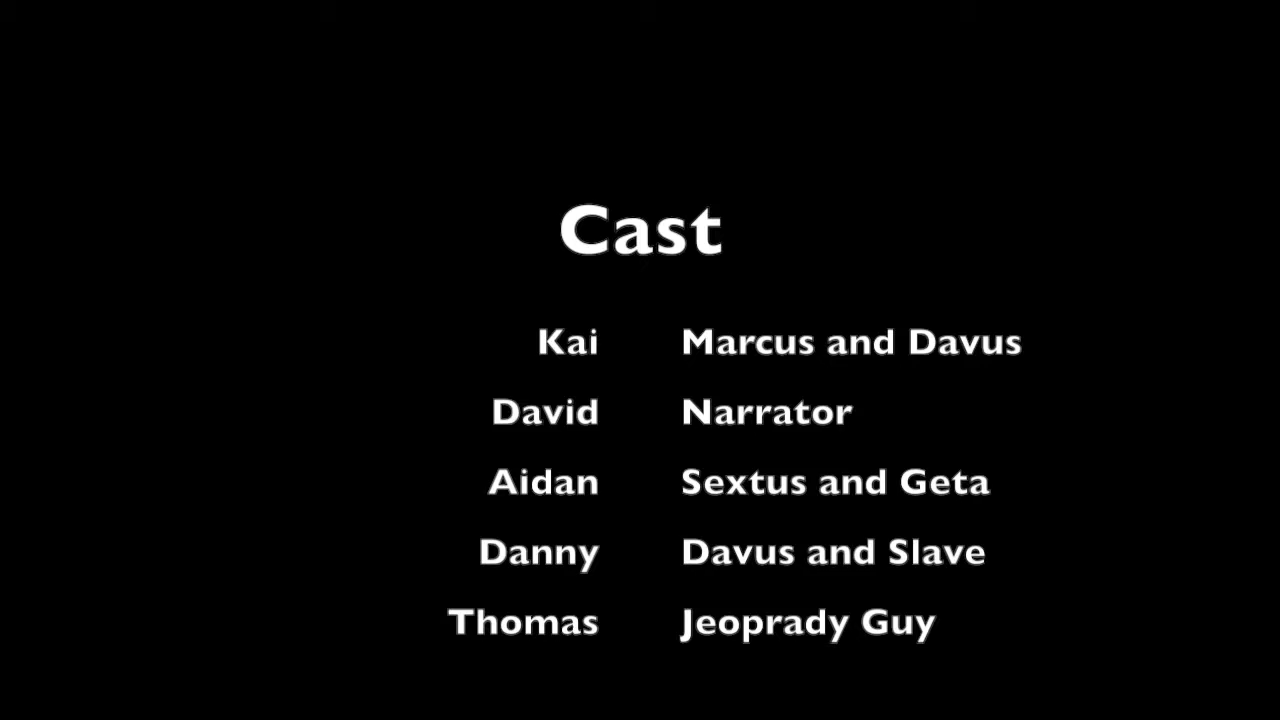 Cast
Kai Marcus and Davus
David Narrator
Aidan Sextus and Geta
Danny Davus and Slave
Thomas Jeoprady Guy